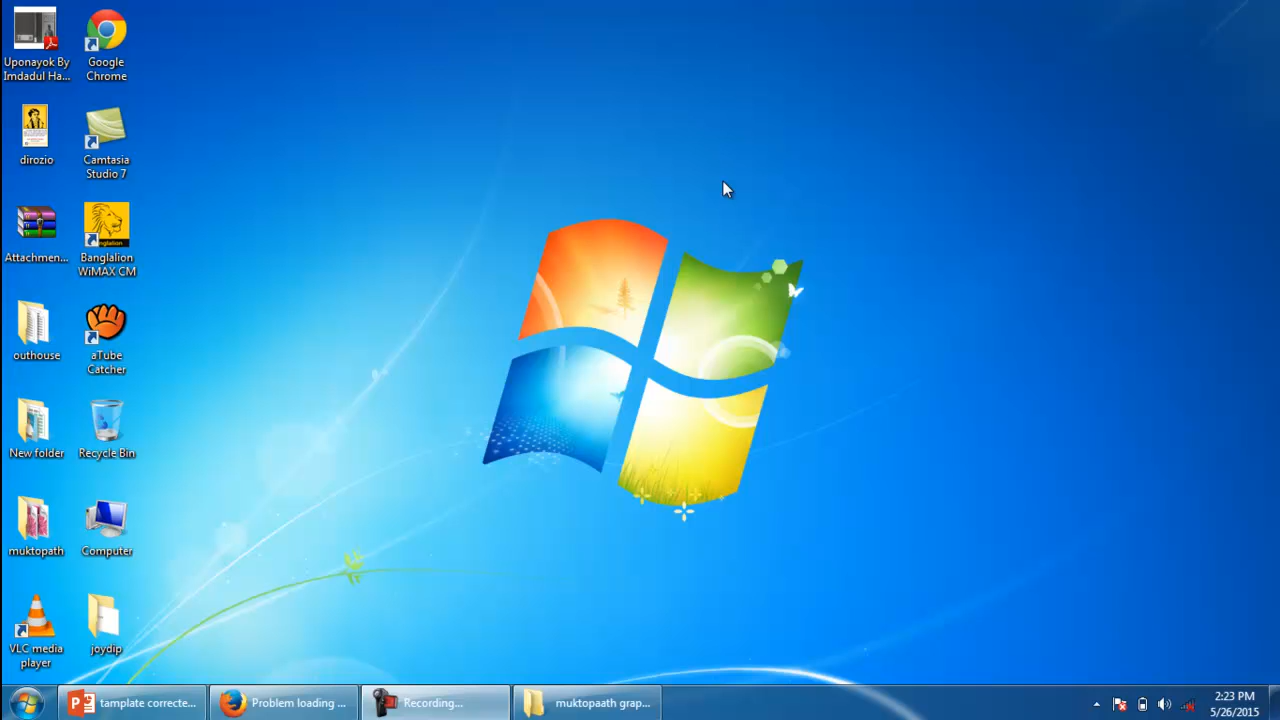 Uponayok By
Imdadul Ha...
Google
Chrome
dirozio
Camtasia
Studio 7
Attachmen...
Banglalion
WiMAX CM
outhouse
aTube
Catcher
New folder
Recycle Bin
muktopath
Computer
VLC media
player
joydip
tamplate correcte...
Problem loading ...
Recording...
muktopaath grap...
2:23 PM
5/26/2015